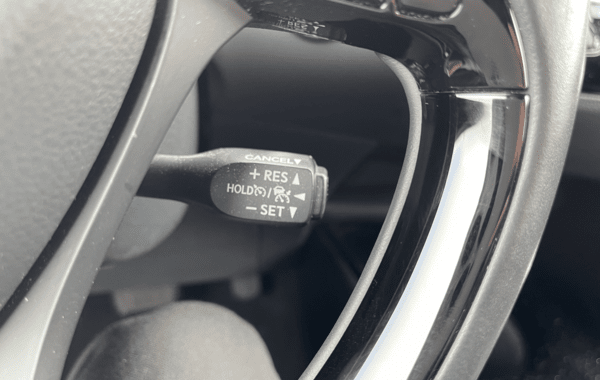 CANCEL▼
+ RES ▲
HOLD /
− SET ▼